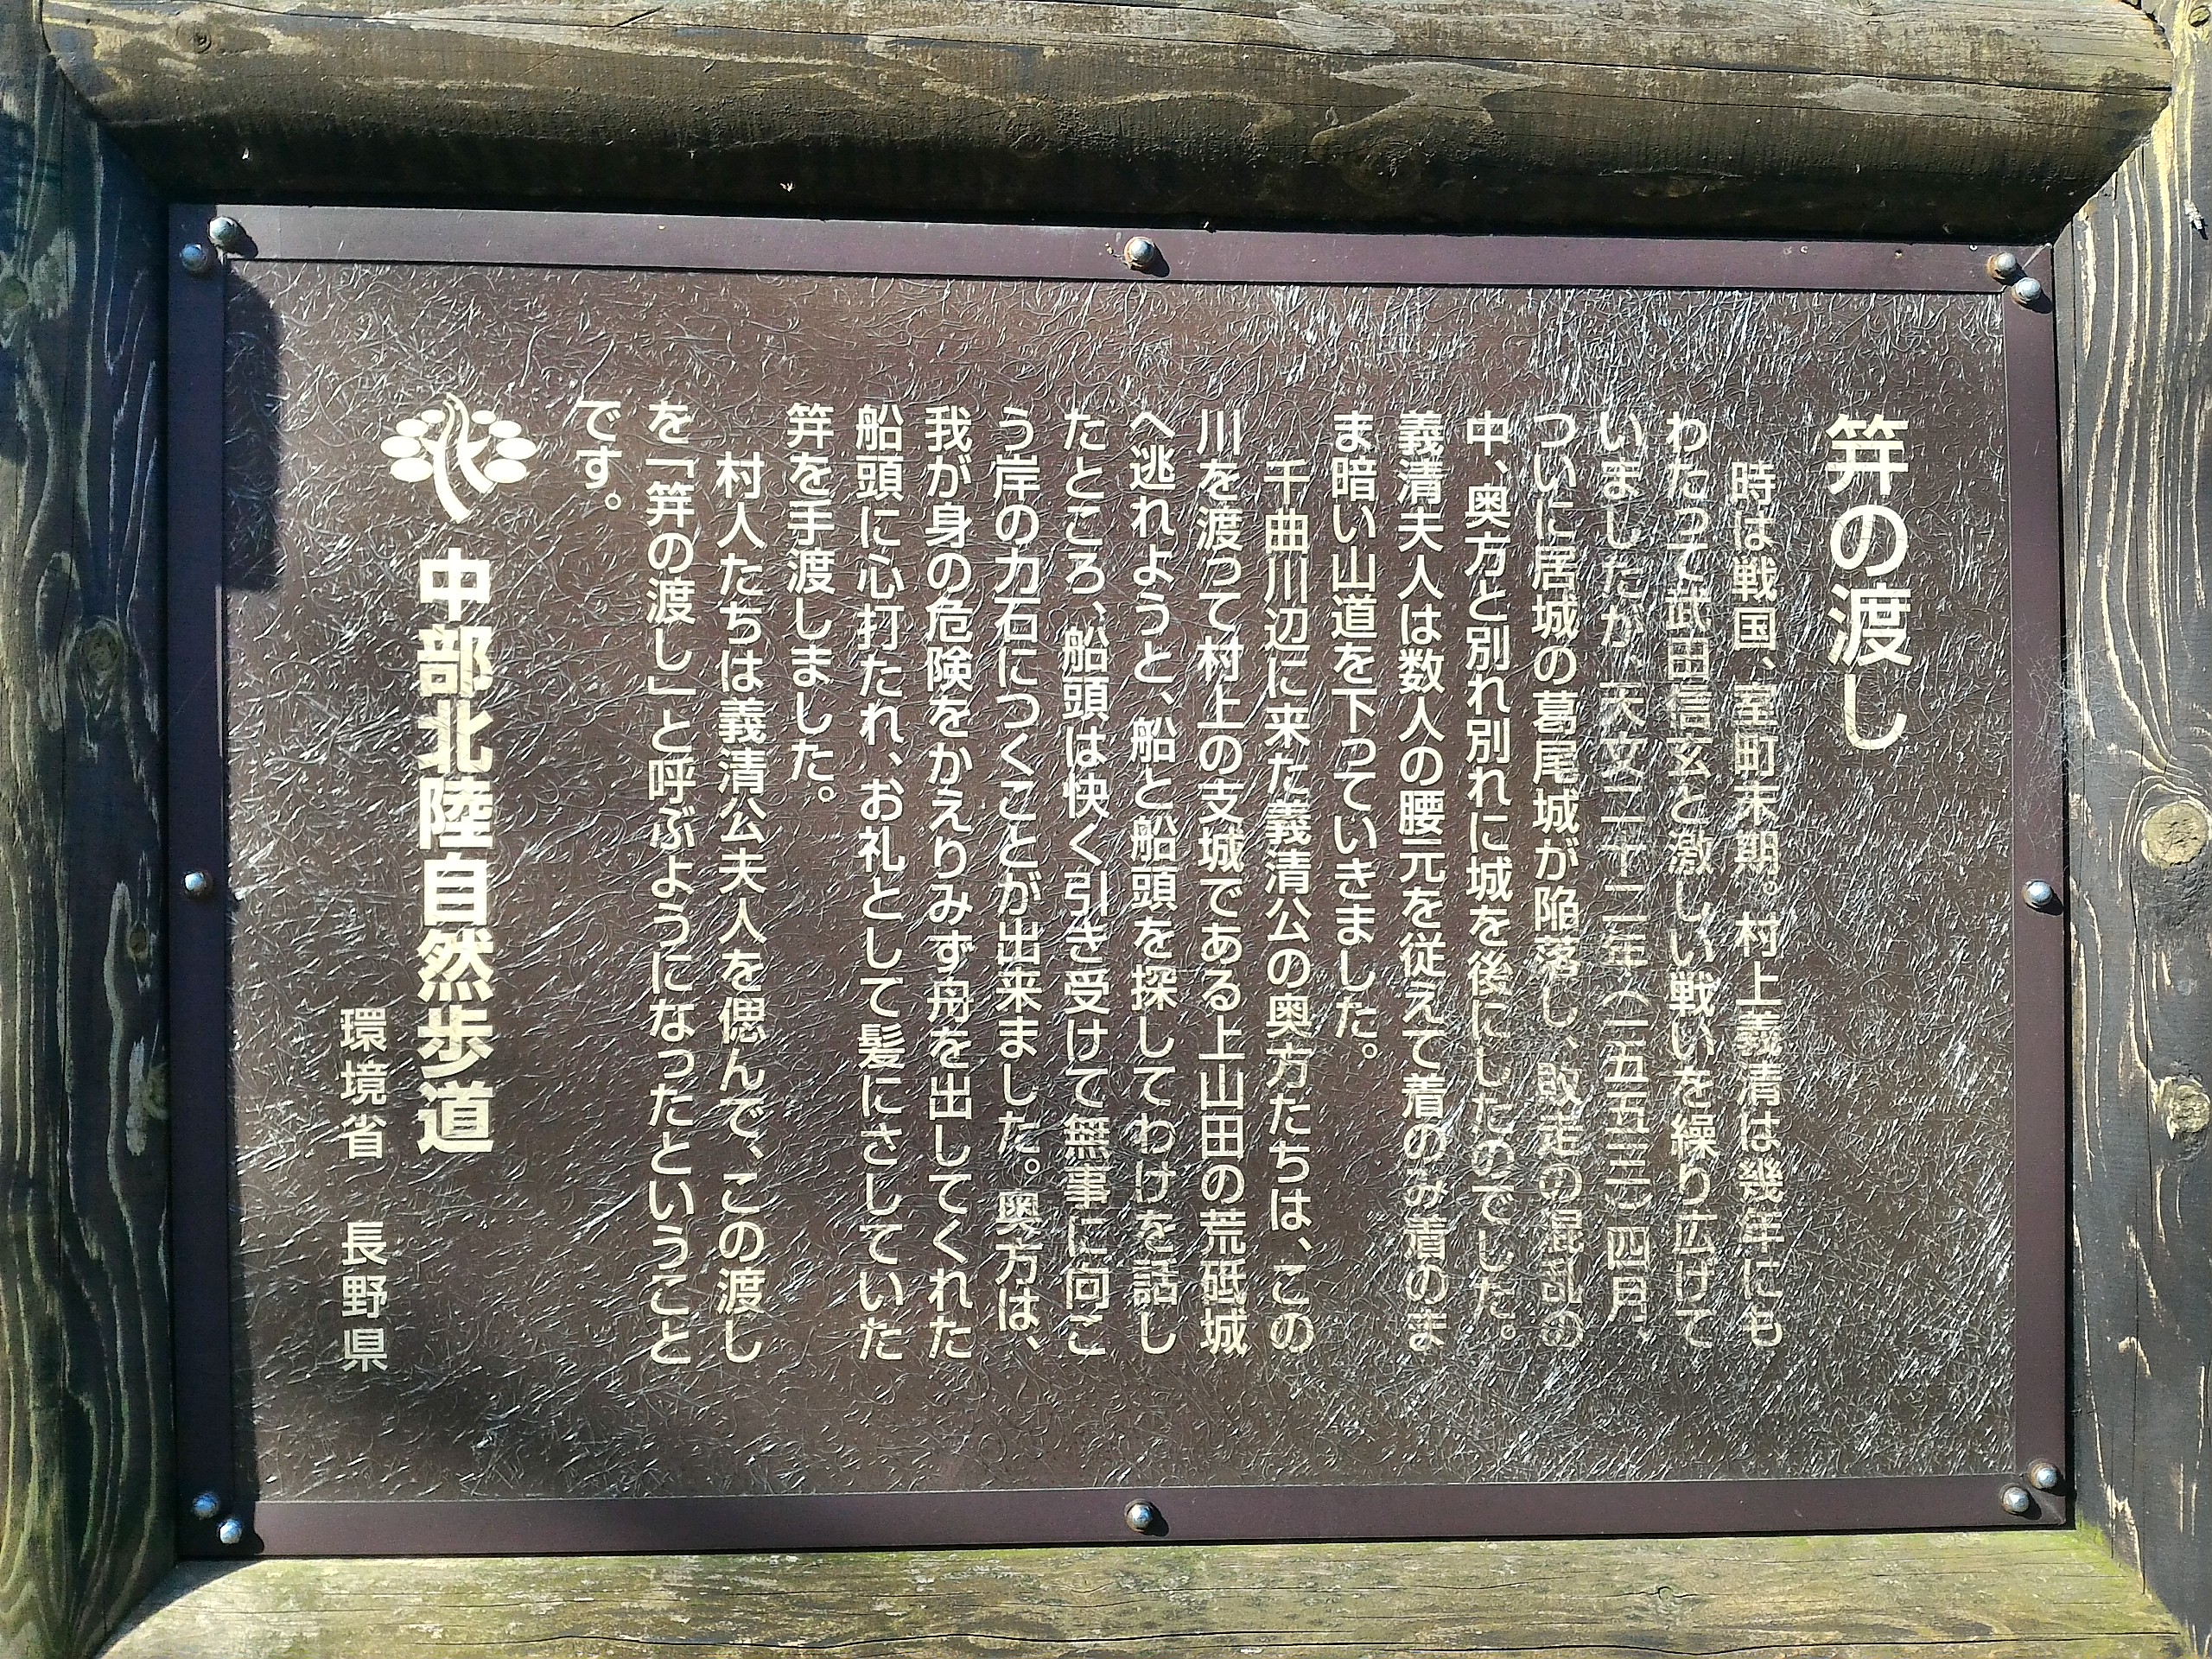 笄の渡し
時は戦国、室町末期。村上義清は幾年にも
わたって武田信玄と激しい戦いを繰り広げて
いましたが、天文二十二年（一五五三）四月、
ついに居城の葛尾城が陥落し、敗走の混乱の
中、奥方と別れ別れに城を後にしたのでした。
義清夫人は数人の腰元を従えて着のみ着のま
ま暗い山道を下っていきました。
千曲川辺に来た義清公の奥方たちは、この
川を渡って村上の支城である上山田の荒砥城
へ逃れようと、船と船頭を探してわけを話し
たところ、船頭は快く引き受けて無事に向こ
う岸の力石につくことが出来ました。奥方は、
我が身の危険をかえりみず舟を出してくれた
船頭に心打たれ、お礼として髪にさしていた
笄を手渡しました。
村人たちは義清公夫人を偲んで、この渡し
を「笄の渡し」と呼ぶようになったということ
です。
中部北陸自然歩道
環境省　長野県